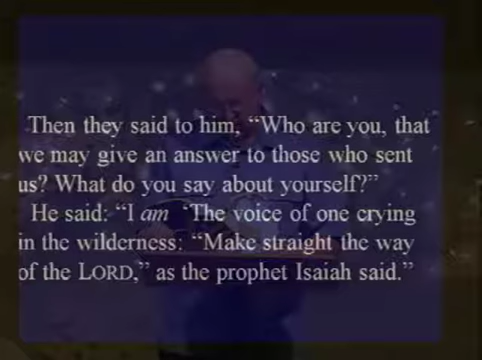 Then they said to him, “Who are you, that
we may give an answer to those who sent
us? What do you say about yourself?”
He said: “I am ‘The voice of one crying
in the wilderness: “Make straight the way
of the LORD,” as the prophet Isaiah said.”